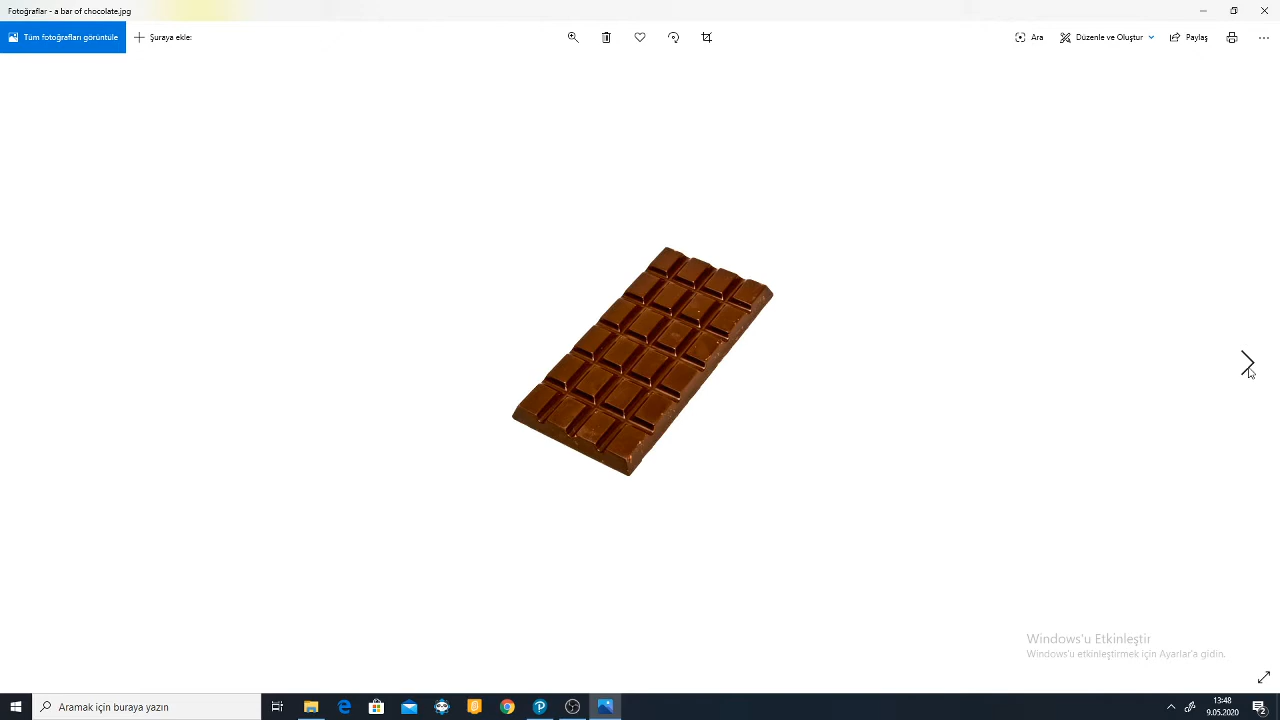 Fotoğraflar - a bar of chocolate.jpg
Tüm fotoğrafları görüntüle
Şuraya ekle:
Ara
Düzenle ve Oluştur
Paylaş
Windows'u Etkinleştir
Windows'u etkinleştirmek için Ayarlar'a gidin.
Aramak için buraya yazın
13:48
9.05.2020
2